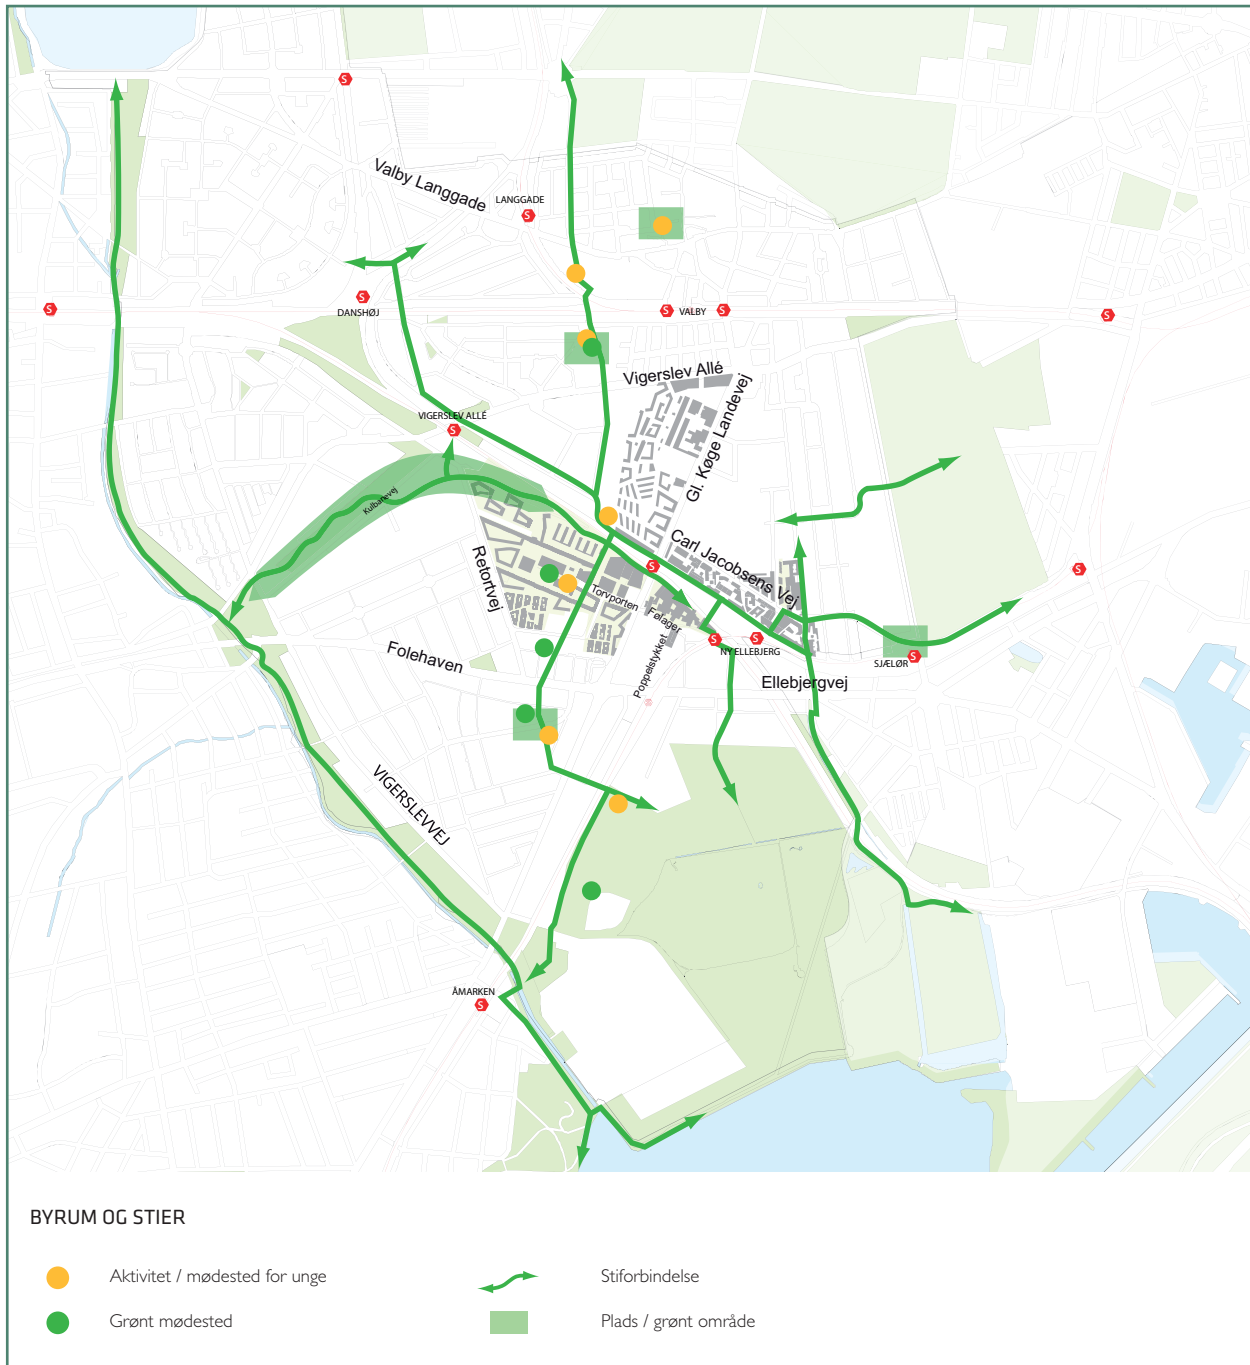 S
Valby Langgade
LANGGADE
S
S
DANSHØJ
S
S
VALBY
S
S
Vigerslev Allé
Gl. Køge Landevej
VIGERSLEV ALLÉ
S
Kulbanevej
Carl Jacobsens Vej
Retortvej
S
S
Torvporten
Følager
Folehaven
Poppelstykket
S
S
NY ELLEBJERG
SJÆLØR
S
Ellebjergvej
VIGERSLEVVEJ
ÅMARKEN
S
BYRUM OG STIER
Aktivitet / mødested for unge
Stiforbindelse
Grønt mødested
Plads / grønt område